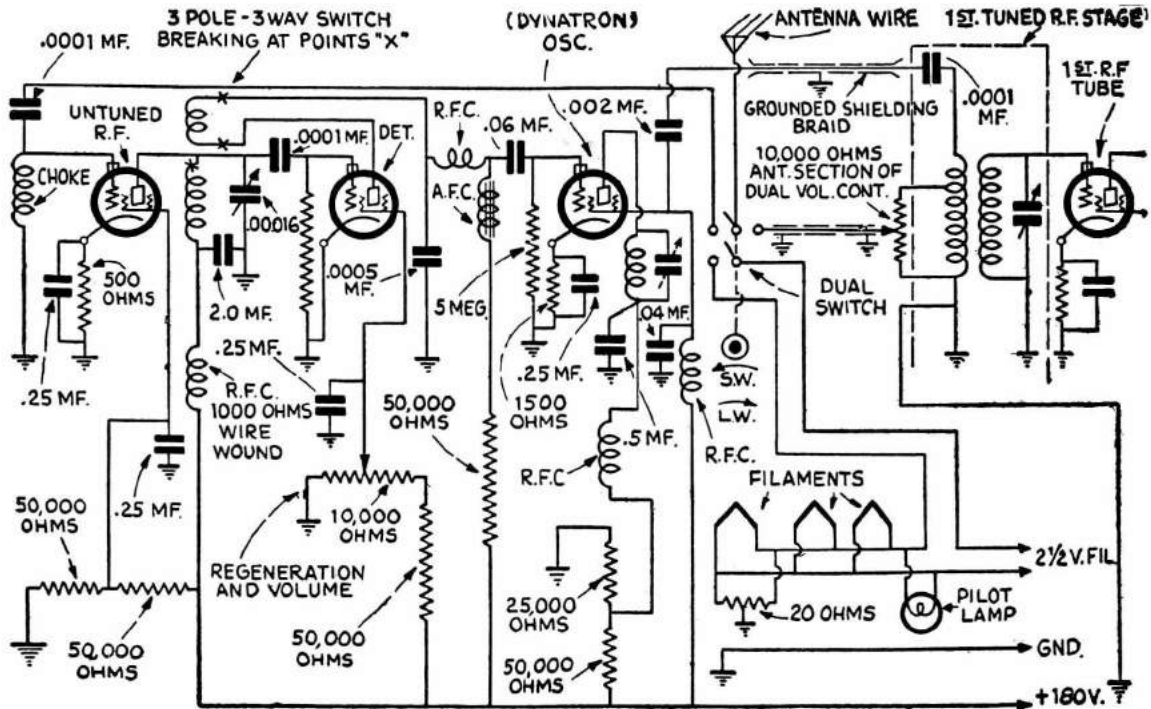 3 POLE-3WAY SWITCH
BREAKING AT POINTS "X"
(DYNATRON)
OSC.
ANTENNA WIRE
1ST. TUNED R.F. STAGE
.0001 MF.
UNTUNED
R.F.
.0001 MF.
DET.
R.F.C.
.06 MF.
.002 MF.
GROUNDED SHIELDING
BRAID
.0001
MF.
1ST. R.F
TUBE
CHOKE
A.F.C.
10,000 OHMS
ANT. SECTION OF
DUAL VOL. CONT.
.00016
500
OHMS
2.0 MF.
.0005
MF.
5 MEG.
.04 MF.
DUAL
SWITCH
.25 MF.
R.F.C.
1000 OHMS
WIRE
WOUND
.25 MF.
50,000
OHMS
1500
OHMS
.25 MF.
.5 MF.
S.W.
L.W.
R.F.C.
R.F.C
.25 MF.
50,000
OHMS
10,000
OHMS
FILAMENTS
REGENERATION
AND VOLUME
50,000
OHMS
25,000
OHMS
50,000
OHMS
20 OHMS
PILOT
LAMP
2½ V. FIL
50,000
OHMS
GND.
+180V.
X
X
X